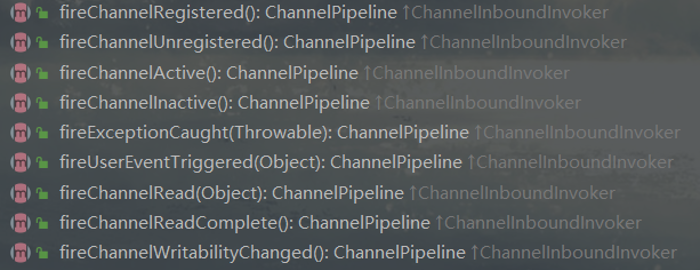 fireChannelRegistered(): ChannelPipeline ↑ChannelInboundInvoker
fireChannelUnregistered(): ChannelPipeline ↑ChannelInboundInvoker
fireChannelActive(): ChannelPipeline ↑ChannelInboundInvoker
fireChannelInactive(): ChannelPipeline ↑ChannelInboundInvoker
fireExceptionCaught(Throwable): ChannelPipeline ↑ChannelInboundInvoker
fireUserEventTriggered(Object): ChannelPipeline ↑ChannelInboundInvoker
fireChannelRead(Object): ChannelPipeline ↑ChannelInboundInvoker
fireChannelReadComplete(): ChannelPipeline ↑ChannelInboundInvoker
fireChannelWritabilityChanged(): ChannelPipeline ↑ChannelInboundInvoker